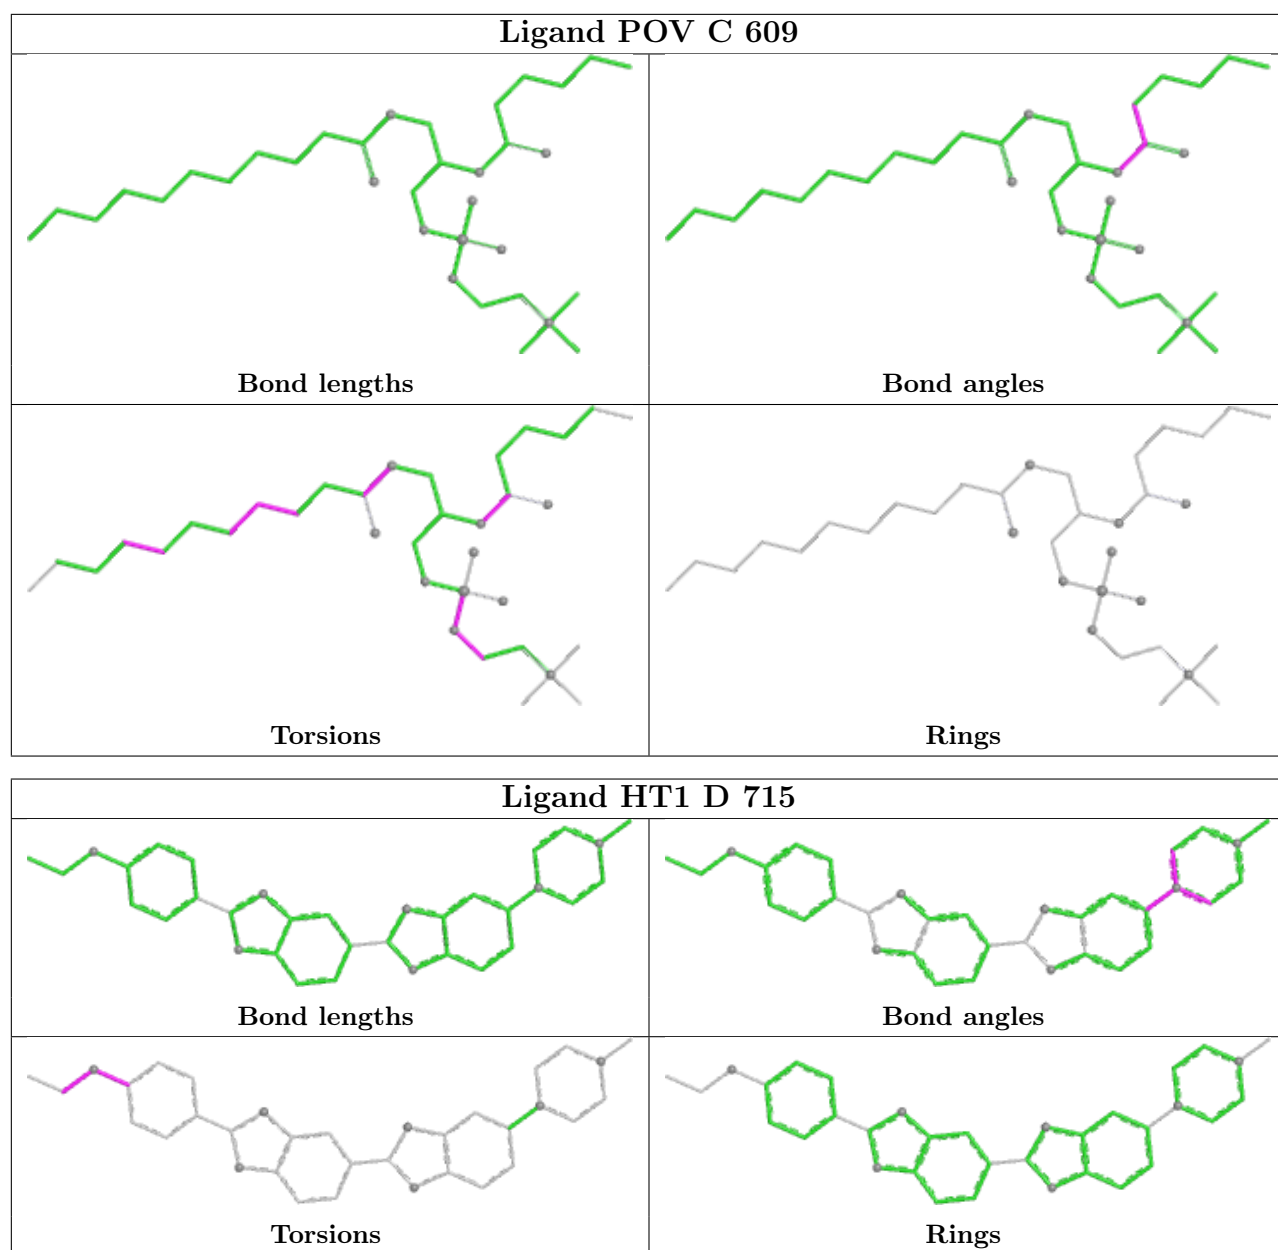 Ligand POV C 609
Bond lengths
Bond angles
Torsions
Rings
Ligand HT1 D 715
Bond lengths
Bond angles
Torsions
Rings